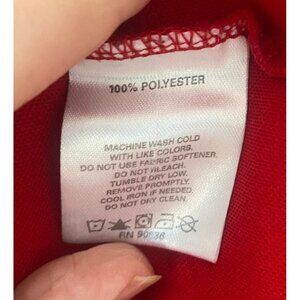 100% POLYESTER
MACHINE WASH COLD
WITH LIKE COLORS.
DO NOT USE FABRIC SOFTENER.
DO NOT BLEACH.
TUMBLE DRY LOW.
REMOVE PROMPTLY.
COOL IRON IF NEEDED.
DO NOT DRY CLEAN.
RN